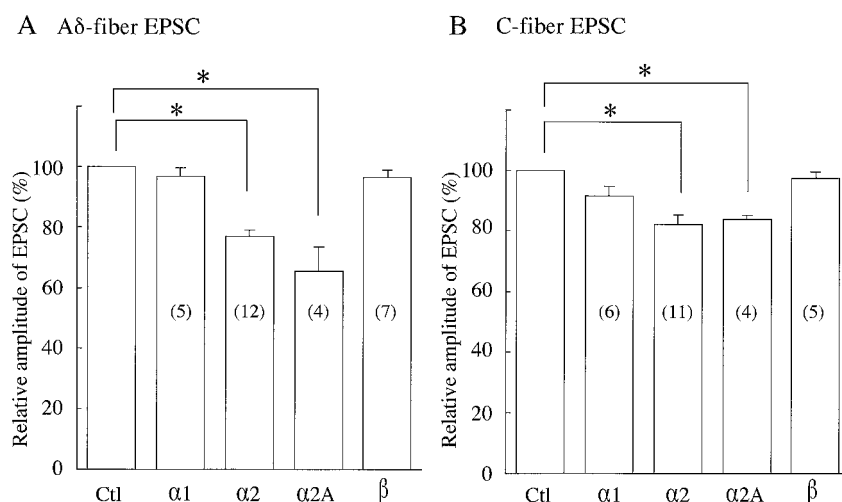 A Aδ-fiber EPSC
*
*
Relative amplitude of EPSC (%)
100
80
60
40
20
0
(5) (12) (4) (7)
Ctl α1 α2 α2A β
B C-fiber EPSC
*
*
Relative amplitude of EPSC (%)
100
80
60
40
20
0
(6) (11) (4) (5)
Ctl α1 α2 α2A β